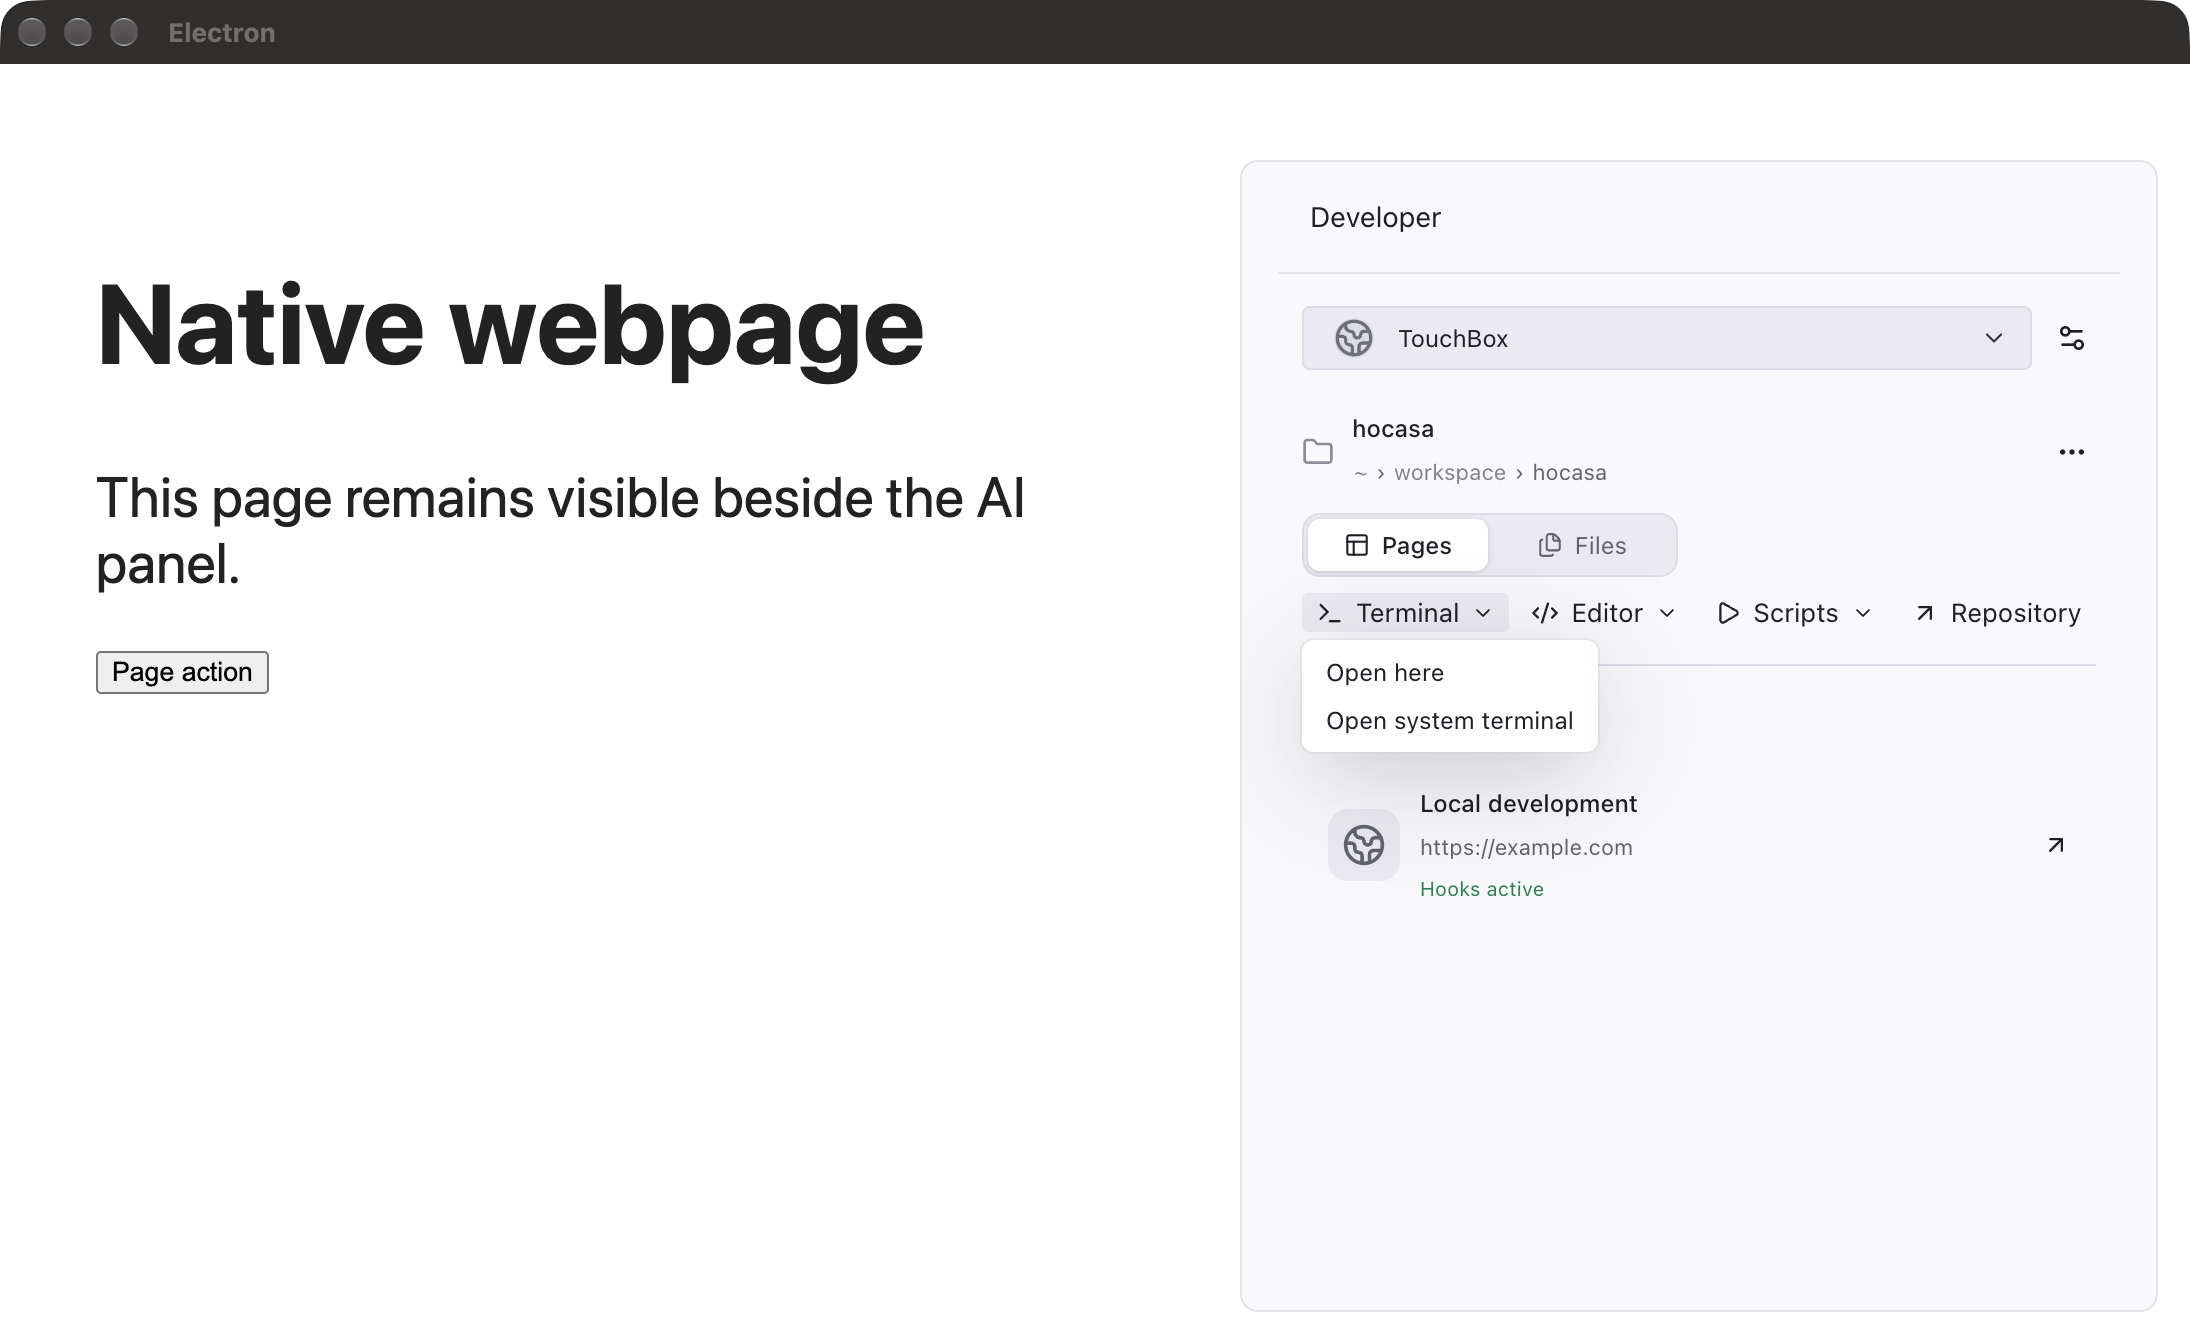 Electron
Native webpage
This page remains visible beside the AI
panel.
Page action
Developer
TouchBox
hocasa
~ › workspace › hocasa
Pages
Files
Terminal
Editor
Scripts
Repository
Open here
Open system terminal
Local development
https://example.com
Hooks active